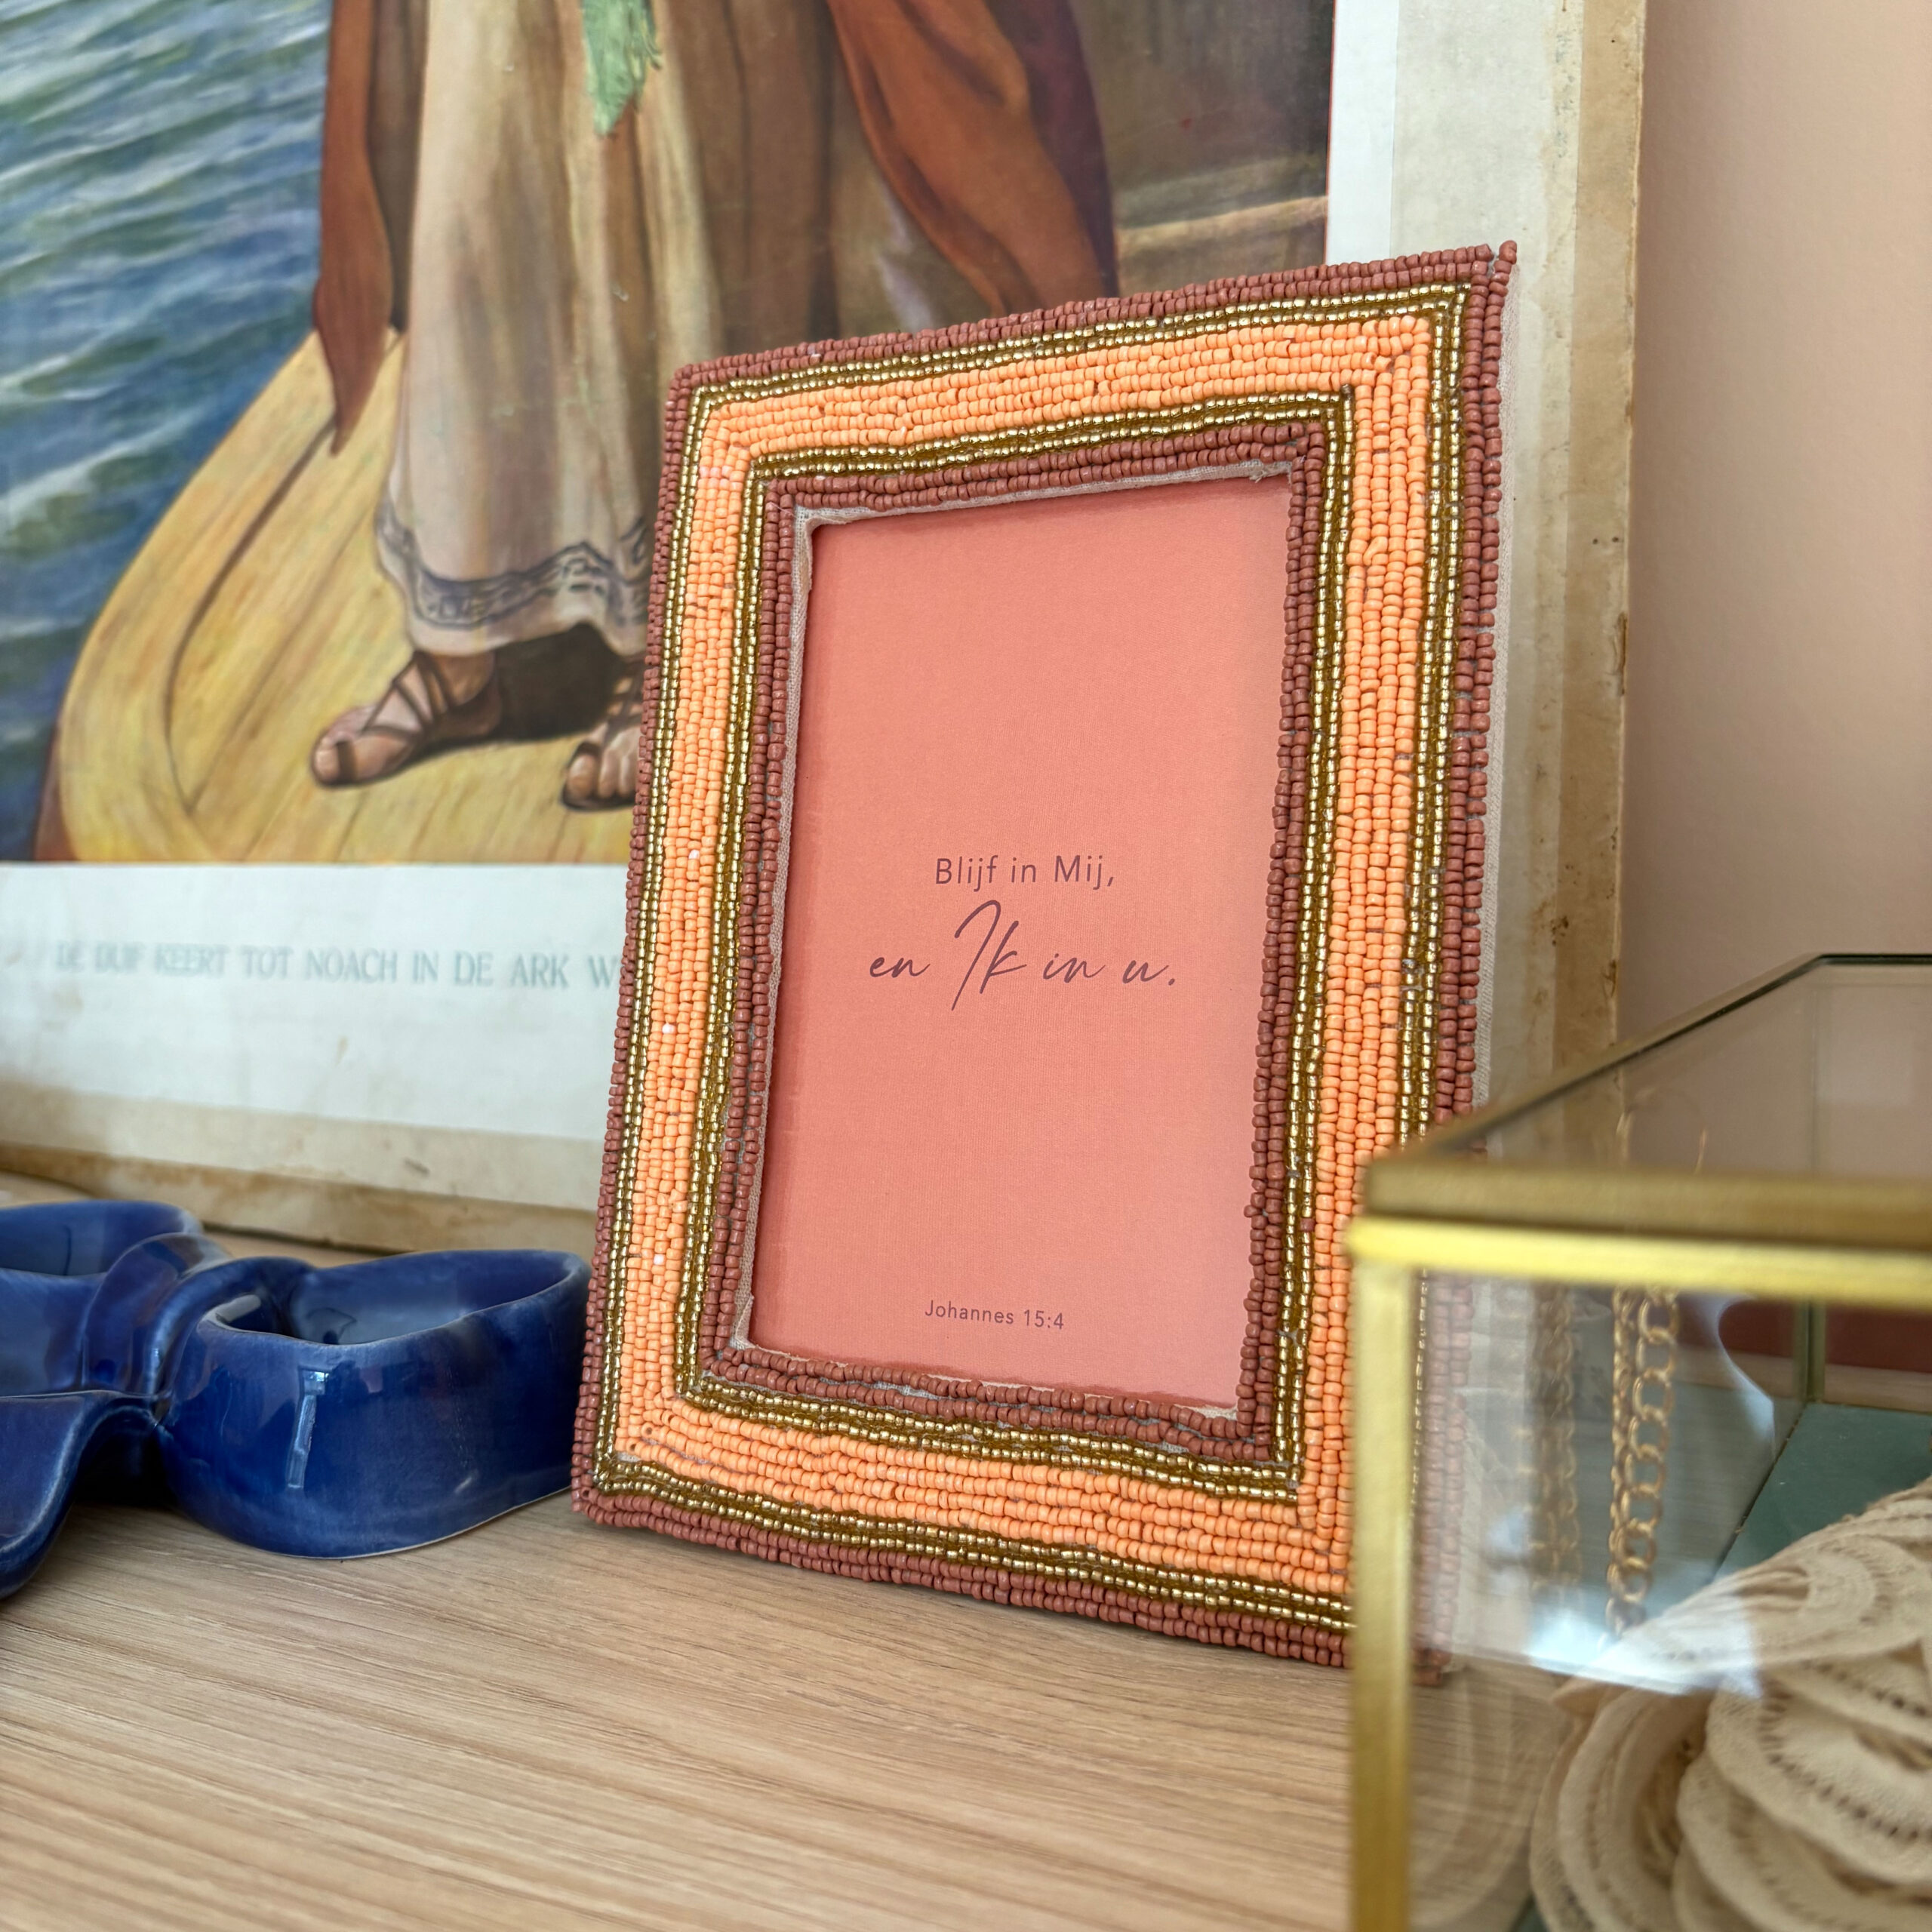 DE DUIF KEERT TOT NOACH IN DE ARK
Blijf in Mij,
en Ik in u.
Johannes 15:4